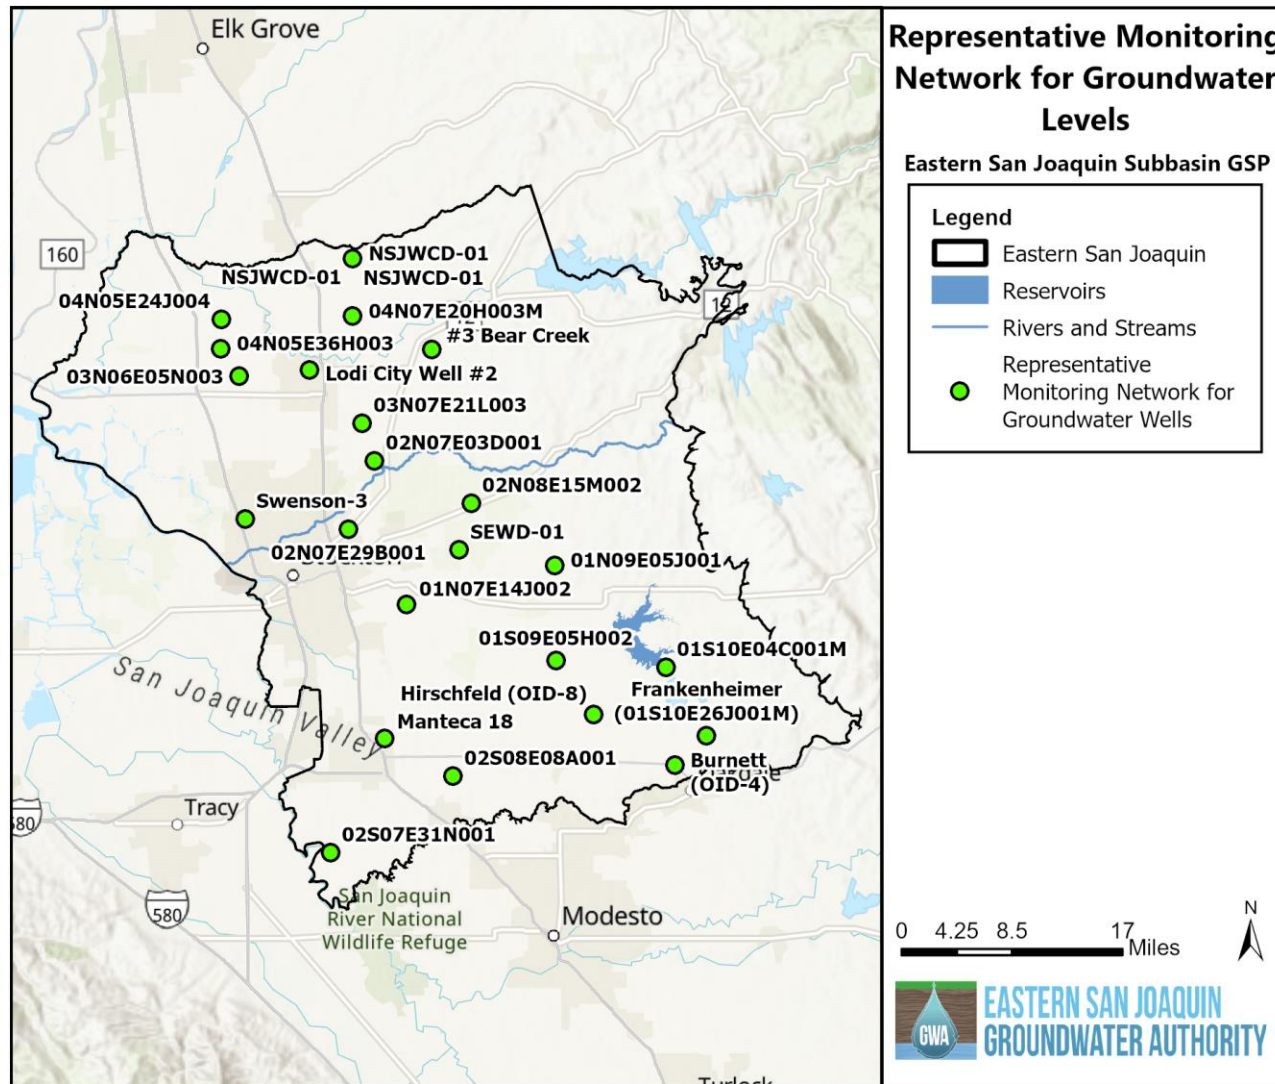 Elk Grove
160
NSJWCD-01
NSJWCD-01
NSJWCD-01
04N05E24J004
04N07E20H003M
12
04N05E36H003
#3 Bear Creek
03N06E05N003
Lodi City Well #2
03N07E21L003
02N07E03D001
02N08E15M002
Swenson-3
SEWD-01
02N07E29B001
01N09E05J001
01N07E14J002
01S09E05H002
01S10E04C001M
San Joaquin Valley
Hirschfeld (OID-8)
Frankenheimer
(01S10E26J001M)
Manteca 18
02S08E08A001
Burnett
(OID-4)
Tracy
580
02S07E31N001
580
San Joaquin
River National
Wildlife Refuge
Modesto
Turlock
Representative Monitoring
Network for Groundwater
Levels
Eastern San Joaquin Subbasin GSP
Legend
Eastern San Joaquin
Reservoirs
Rivers and Streams
Representative
Monitoring Network for
Groundwater Wells
N
0 4.25 8.5 17
Miles
GWA
EASTERN SAN JOAQUIN
GROUNDWATER AUTHORITY